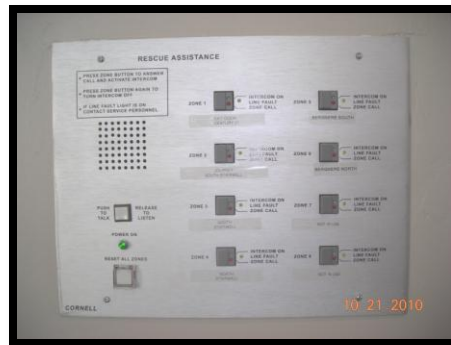 RESCUE ASSISTANCE
• PRESS ZONE BUTTON TO ANSWER
CALL AND ACTIVATE INTERCOM
• PRESS ZONE BUTTON AGAIN TO
TURN INTERCOM OFF
• IF LINE FAULT LIGHT IS ON
CONTACT SERVICE PERSONNEL
ZONE 1
INTERCOM ON
LINE FAULT
ZONE CALL
ZONE 2
INTERCOM ON
LINE FAULT
ZONE CALL
ZONE 3
INTERCOM ON
LINE FAULT
ZONE CALL
ZONE 4
INTERCOM ON
LINE FAULT
ZONE CALL
ZONE 5
INTERCOM ON
LINE FAULT
ZONE CALL
SOUTH
ZONE 6
INTERCOM ON
LINE FAULT
ZONE CALL
NORTH
ZONE 7
INTERCOM ON
LINE FAULT
ZONE CALL
ZONE 8
INTERCOM ON
LINE FAULT
ZONE CALL
PUSH TO TALK
RELEASE TO LISTEN
POWER ON
RESET ALL ZONES
CORNELL
10 21 2010